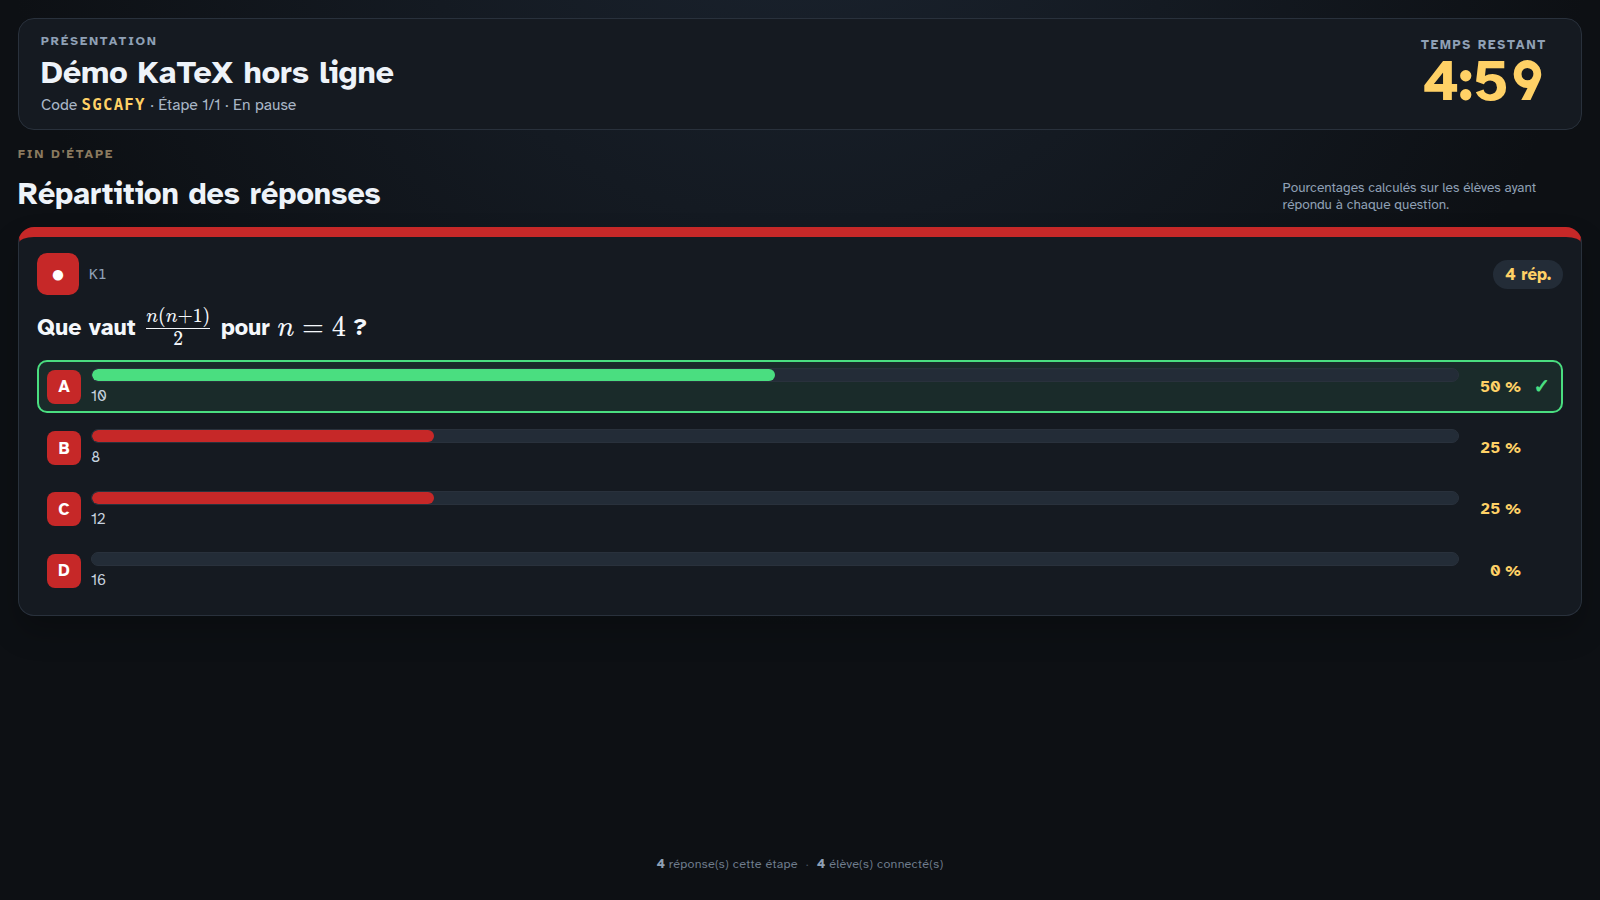 PRÉSENTATION
Démo KaTeX hors ligne
Code SGCAFY · Étape 1/1 · En pause
TEMPS RESTANT
4:59
FIN D'ÉTAPE
Répartition des réponses
Pourcentages calculés sur les élèves ayant
répondu à chaque question.
K1
4 rép.
Que vaut \frac{n(n+1)}{2} pour n = 4 ?
A
10
50 % ✓
B
8
25 %
C
12
25 %
D
16
0 %
4 réponse(s) cette étape · 4 élève(s) connecté(s)